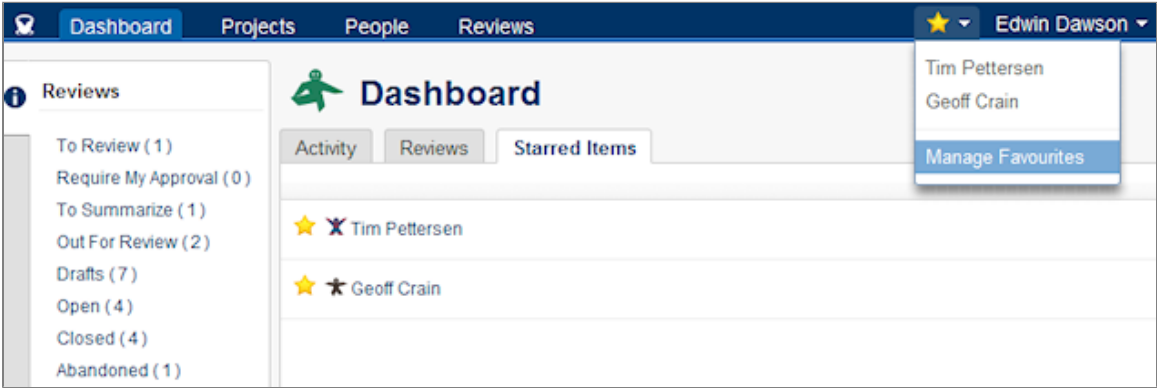 Dashboard Projects People Reviews Edwin Dawson
Tim Pettersen
Geoff Crain
Manage Favourites
Reviews
To Review ( 1 )
Require My Approval ( 0 )
To Summarize ( 1 )
Out For Review ( 2 )
Drafts ( 7 )
Open ( 4 )
Closed ( 4 )
Abandoned ( 1 )
Dashboard
Activity Reviews Starred Items
Tim Pettersen
Geoff Crain